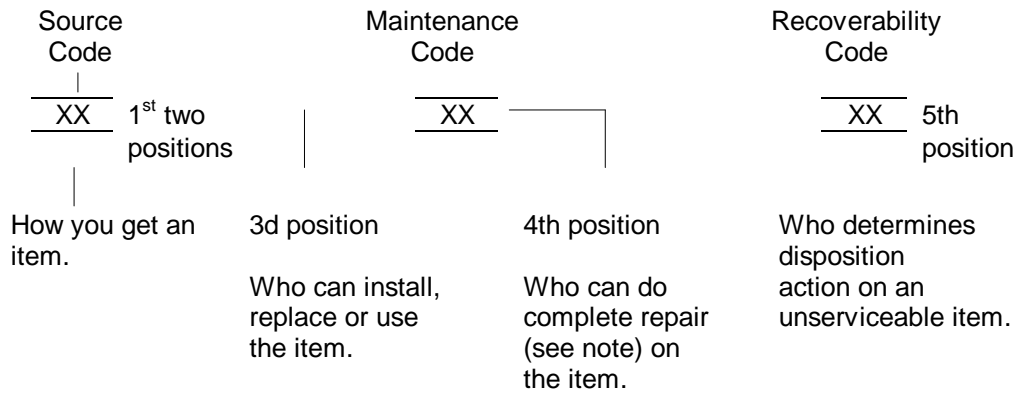 Source
Code
Maintenance
Code
Recoverability
Code
XX
1st two
positions
XX
XX
5th
position
How you get an
item.
3d position
Who can install,
replace or use
the item.
4th position
Who can do
complete repair
(see note) on
the item.
Who determines
disposition
action on an
unserviceable item.